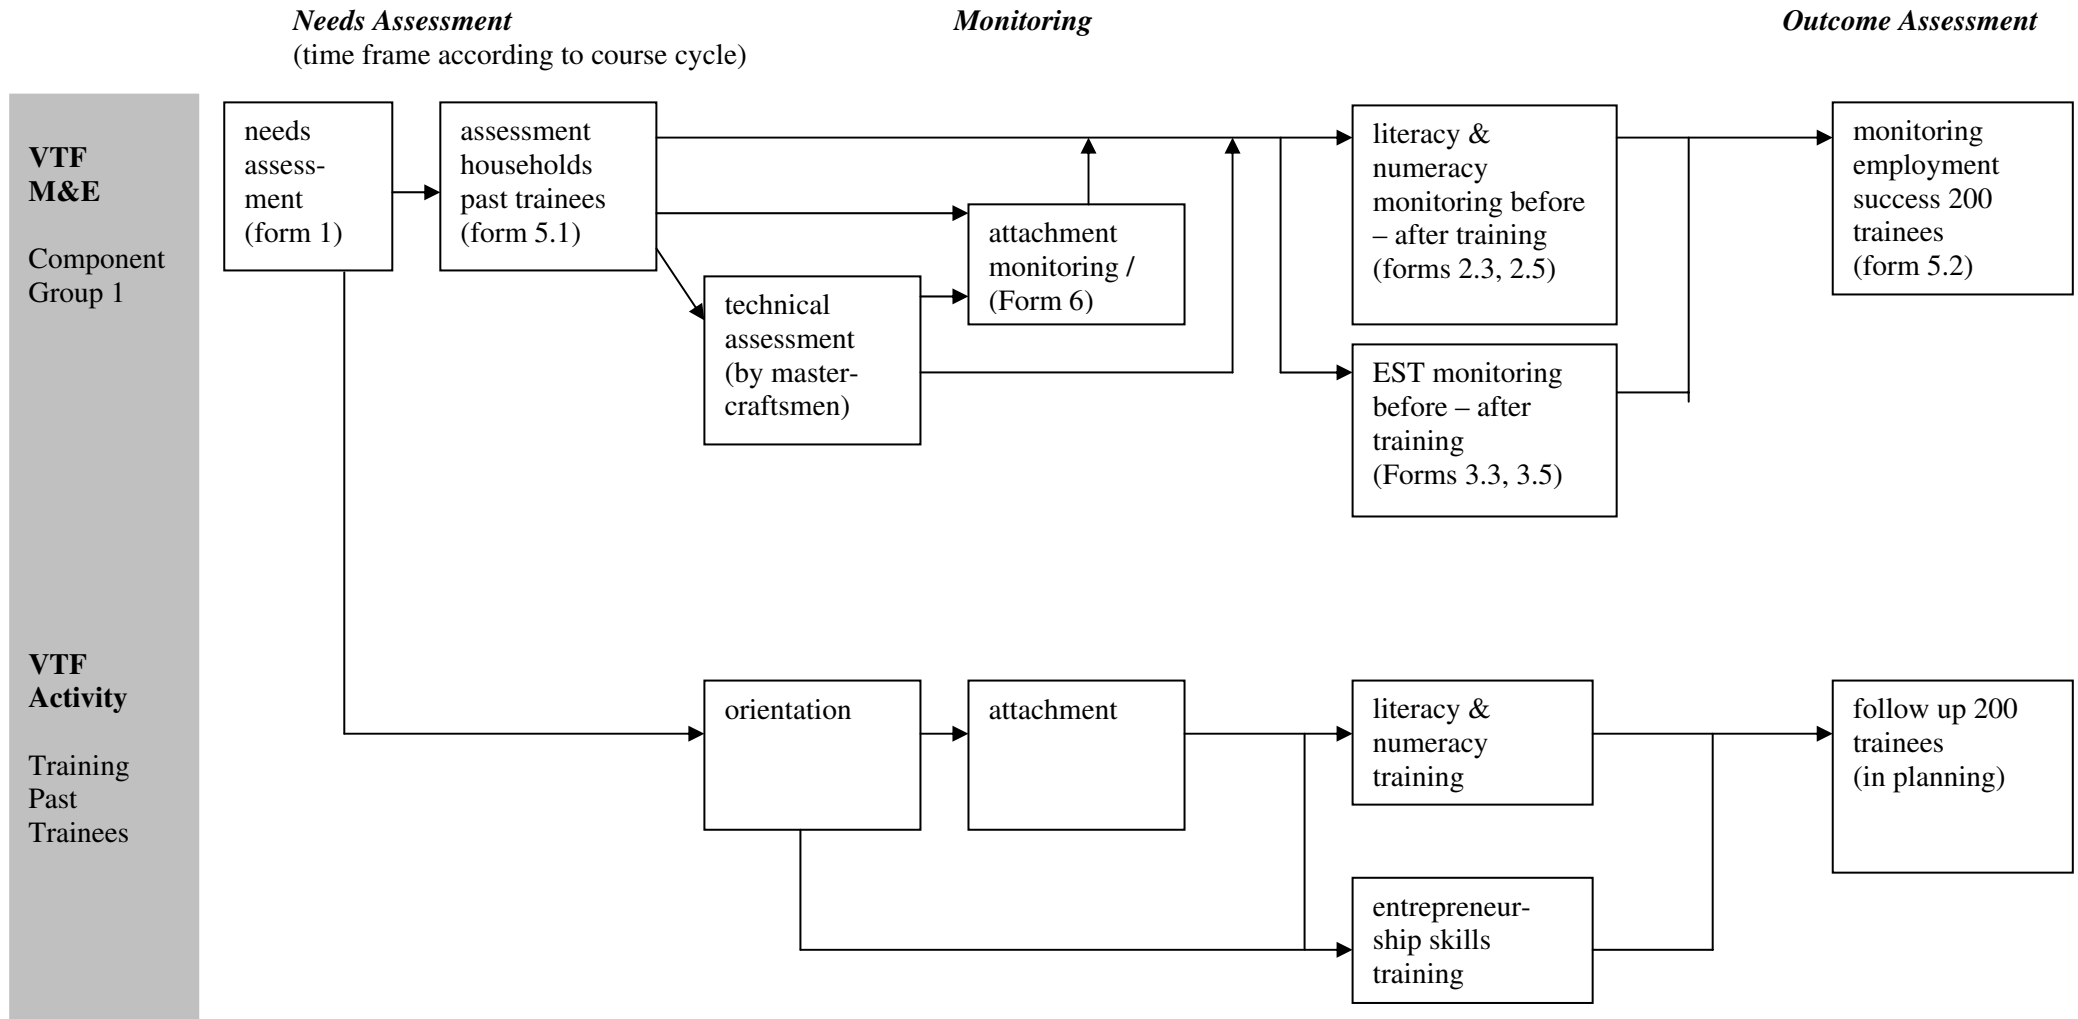 Needs Assessment
(time frame according to course cycle)
Monitoring
Outcome Assessment
VTF
M&E
Component
Group 1
needs
assess-
ment
(form 1)
assessment
households
past trainees
(form 5.1)
technical
assessment
(by master-
craftsmen)
attachment
monitoring /
(Form 6)
literacy &
numeracy
monitoring before
– after training
(forms 2.3, 2.5)
EST monitoring
before – after
training
(Forms 3.3, 3.5)
monitoring
employment
success 200
trainees
(form 5.2)
VTF
Activity
Training
Past
Trainees
orientation
attachment
literacy &
numeracy
training
entrepreneur-
ship skills
training
follow up 200
trainees
(in planning)